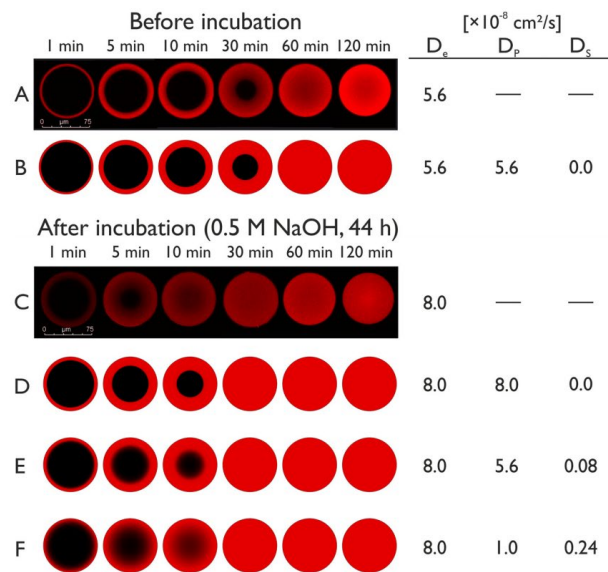 Before incubation
[×10⁻⁸ cm²/s]
1 min 5 min 10 min 30 min 60 min 120 min Dₑ Dₚ Dₛ
A 5.6 — —
0 µm 75
B 5.6 5.6 0.0
After incubation (0.5 M NaOH, 44 h)
1 min 5 min 10 min 30 min 60 min 120 min
C 8.0 — —
0 µm 75
D 8.0 8.0 0.0
E 8.0 5.6 0.08
F 8.0 1.0 0.24